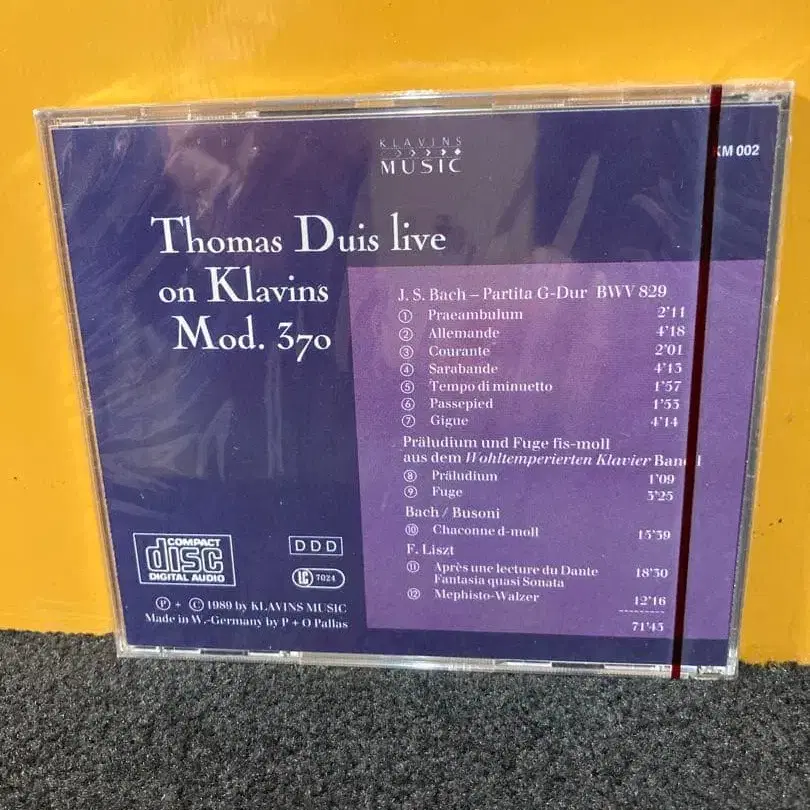 KLAVINS
MUSIC
KM 002
Thomas Duis live
on Klavins
Mod. 370
J. S. Bach – Partita G-Dur BWV 829
① Praeambulum 2'11
② Allemande 4'18
③ Courante 2'01
④ Sarabande 4'13
⑤ Tempo di minuetto 1'57
⑥ Passepied 1'53
⑦ Gigue 4'14
Präludium und Fuge fis-moll
aus dem Wohltemperierten Klavier Band I
⑧ Präludium 1'09
⑨ Fuge 3'25
Bach / Busoni
⑩ Chaconne d-moll 15'39
F. Liszt
⑪ Après une lecture du Dante 18'30
Fantasia quasi Sonata
⑫ Mephisto-Walzer 12'16
71'43
COMPACT
disc
DIGITAL AUDIO
DDD
LC 7024
Ⓟ + © 1989 by KLAVINS MUSIC
Made in W.-Germany by P + O Pallas